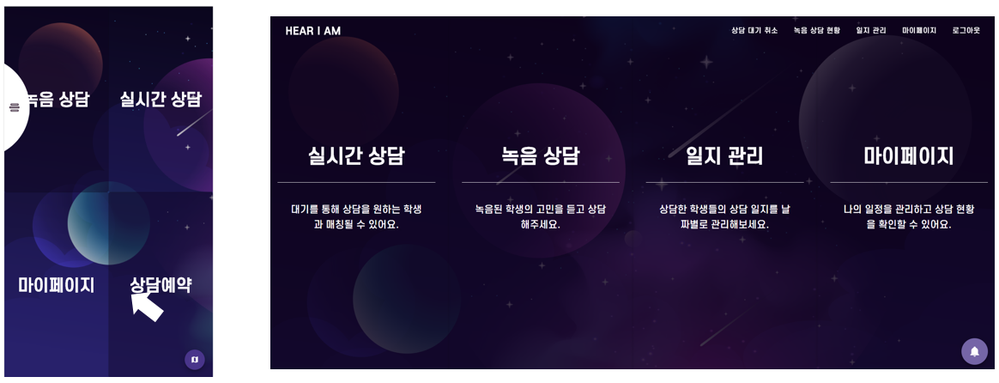 녹음 상담
실시간 상담
마이페이지
상담예약
HEAR I AM
상담 대기 취소
녹음 상담 현황
일지 관리
마이페이지
로그아웃
실시간 상담
대기를 통해 상담을 원하는 학생
과 매칭될 수 있어요.
녹음 상담
녹음된 학생의 고민을 듣고 상담
해주세요.
일지 관리
상담한 학생들의 상담 일지를 날
짜별로 관리해보세요.
마이페이지
나의 일정을 관리하고 상담 현황
을 확인할 수 있어요.